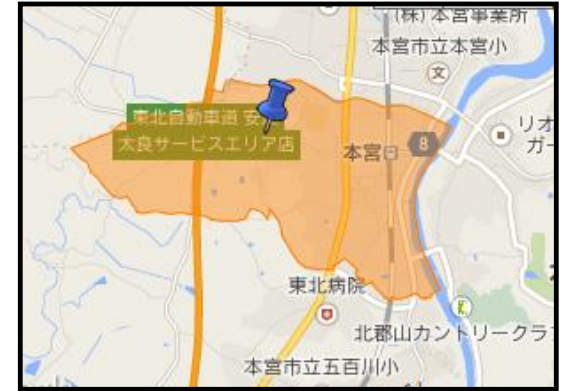 (株)本宮事業所
本宮市立本宮小
文
リオ
ガー
東北自動車道 安
太良サービスエリア店
本宮
8
東北病院
北郡山カントリークラブ
本宮市立五百川小